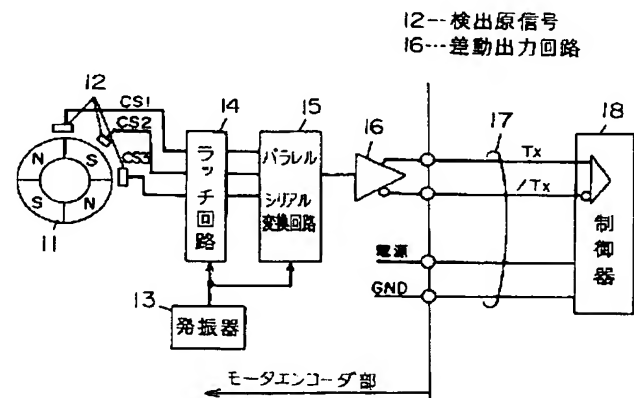 12---検出原信号
16---差動出力回路
12
CS1
CS2
CS3
N
S
S
N
11
14
ラッチ回路
15
パラレル
シリアル
変換回路
13
発振器
16
17
Tx
/Tx
電源
GND
18
制御器
モータエンコーダ部